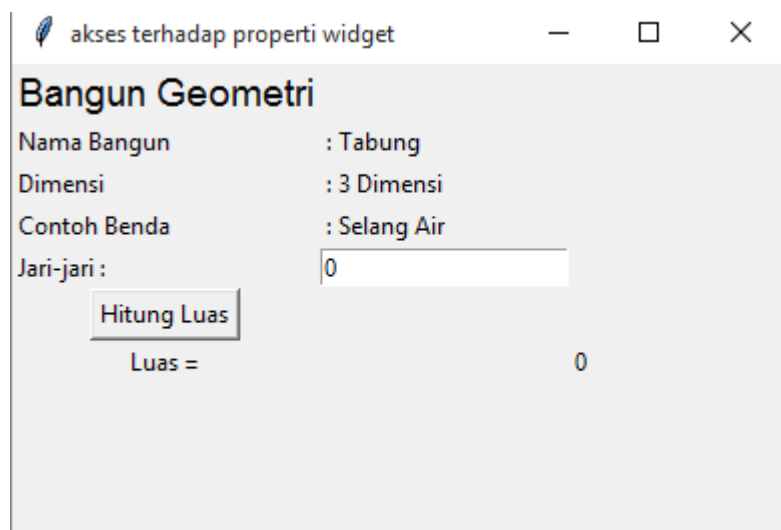 akses terhadap properti widget
Bangun Geometri
Nama Bangun : Tabung
Dimensi : 3 Dimensi
Contoh Benda : Selang Air
Jari-jari : 0
Hitung Luas
Luas = 0